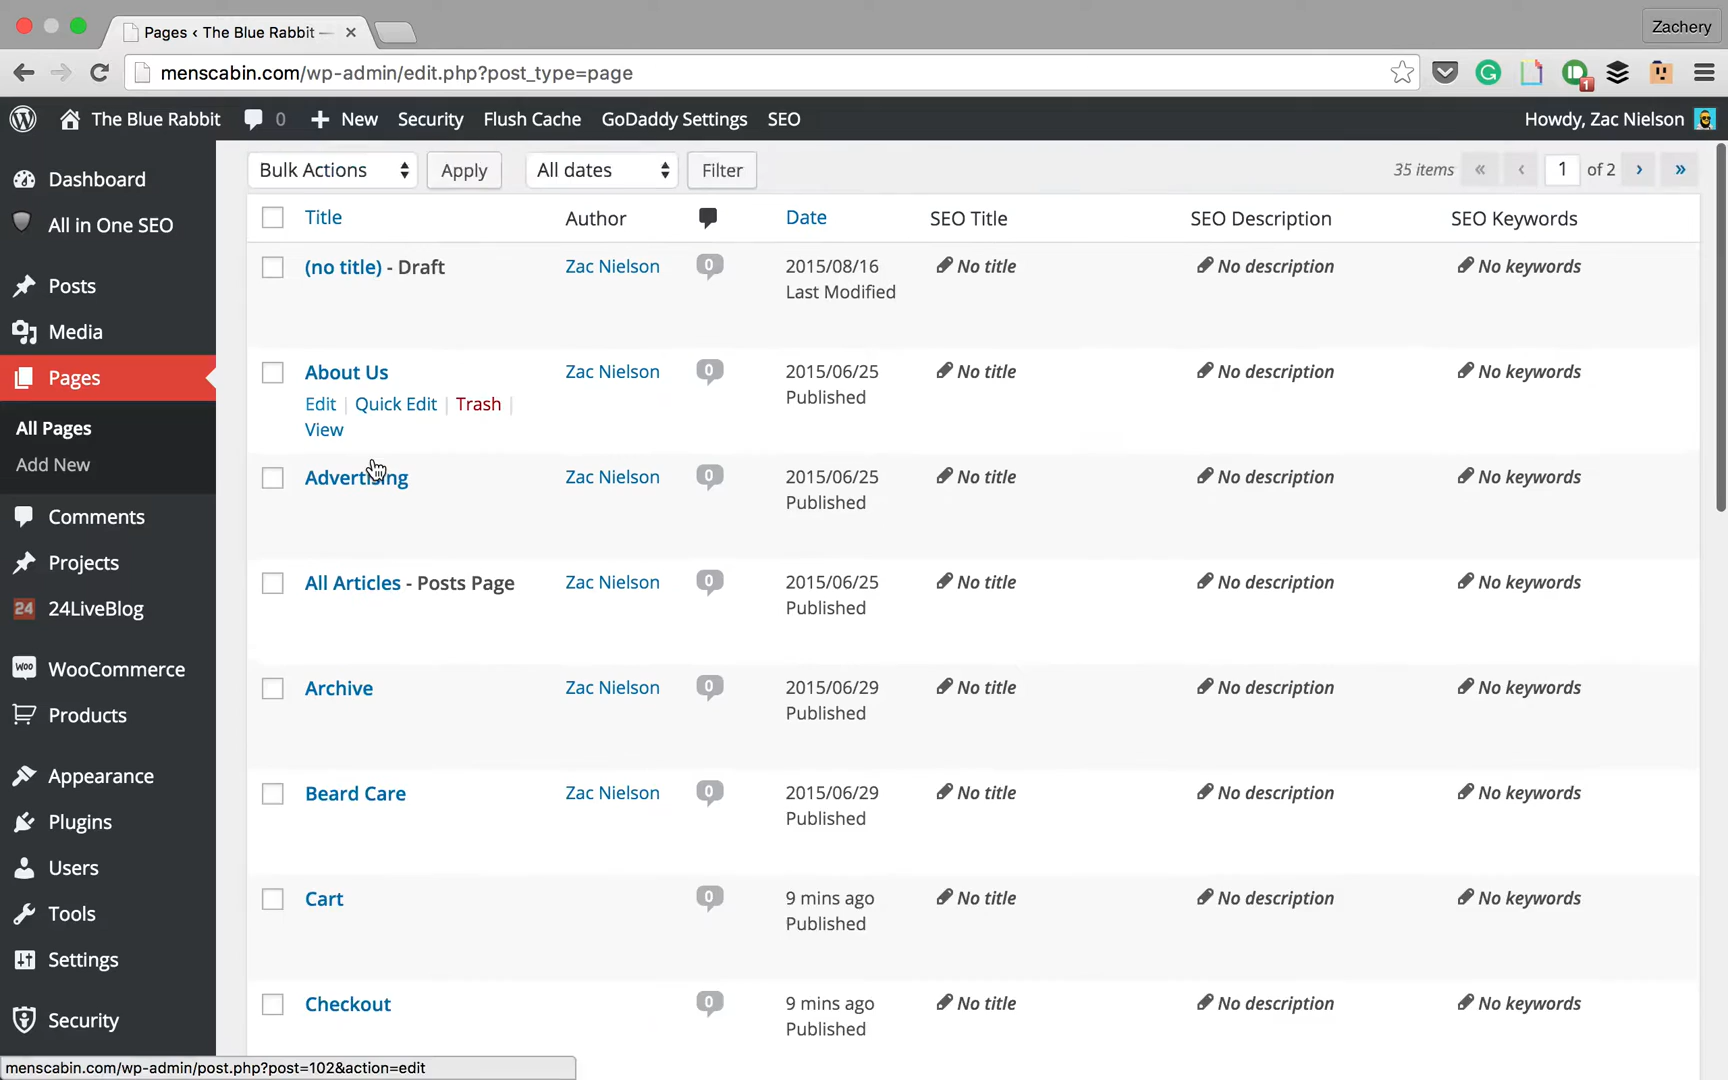 Pages ‹ The Blue Rabbit —
Zachery
menscabin.com/wp-admin/edit.php?post_type=page
1
The Blue Rabbit 0 New Security Flush Cache GoDaddy Settings SEO Howdy, Zac Nielson
Dashboard
All in One SEO
Posts
Media
Pages
All Pages
Add New
Comments
Projects
24 24LiveBlog
Woo WooCommerce
Products
Appearance
Plugins
Users
Tools
Settings
Security
Bulk Actions Apply All dates Filter 35 items « ‹ 1 of 2 › »
Title Author Date SEO Title SEO Description SEO Keywords
(no title) - Draft Zac Nielson 0 2015/08/16 No title No description No keywords
Last Modified
About Us Zac Nielson 0 2015/06/25 No title No description No keywords
Published
Edit | Quick Edit | Trash |
View
Advertising Zac Nielson 0 2015/06/25 No title No description No keywords
Published
All Articles - Posts Page Zac Nielson 0 2015/06/25 No title No description No keywords
Published
Archive Zac Nielson 0 2015/06/29 No title No description No keywords
Published
Beard Care Zac Nielson 0 2015/06/29 No title No description No keywords
Published
Cart 0 9 mins ago No title No description No keywords
Published
Checkout 0 9 mins ago No title No description No keywords
Published
menscabin.com/wp-admin/post.php?post=102&action=edit